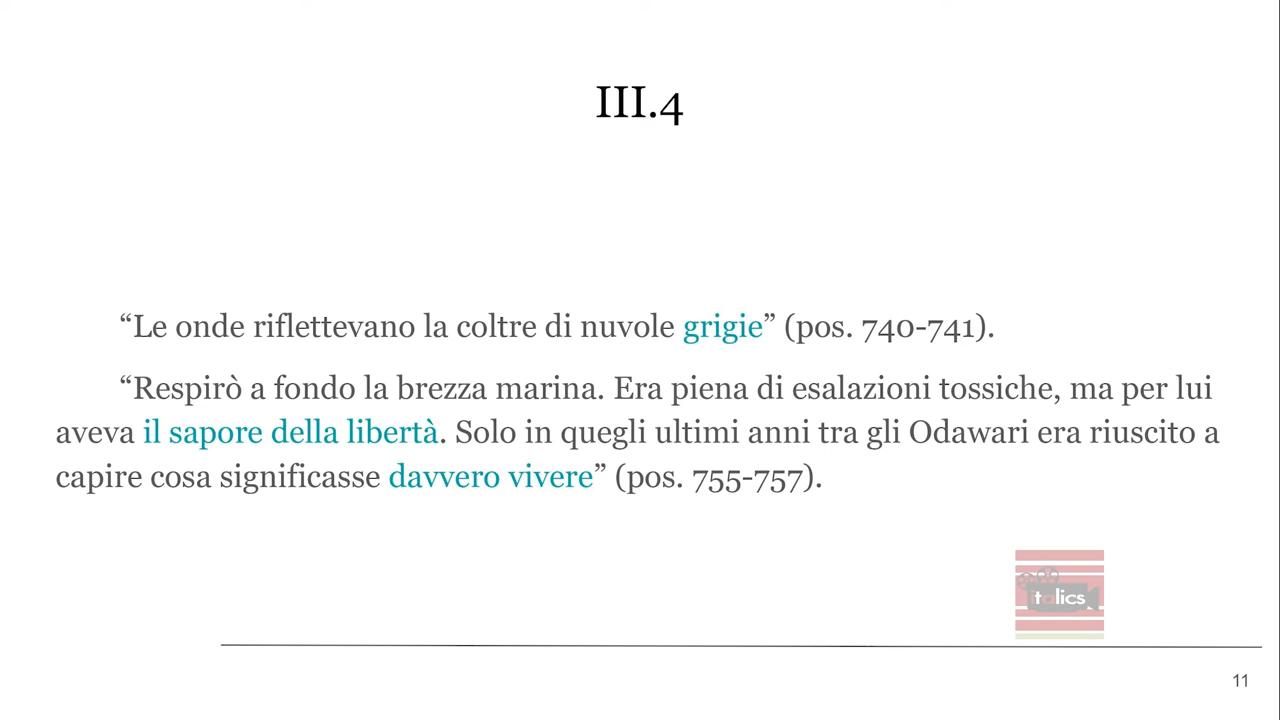 III.4
“Le onde riflettevano la coltre di nuvole grigie” (pos. 740-741).
“Respirò a fondo la brezza marina. Era piena di esalazioni tossiche, ma per lui
aveva il sapore della libertà. Solo in quegli ultimi anni tra gli Odawari era riuscito a
capire cosa significasse davvero vivere” (pos. 755-757).
italics
11